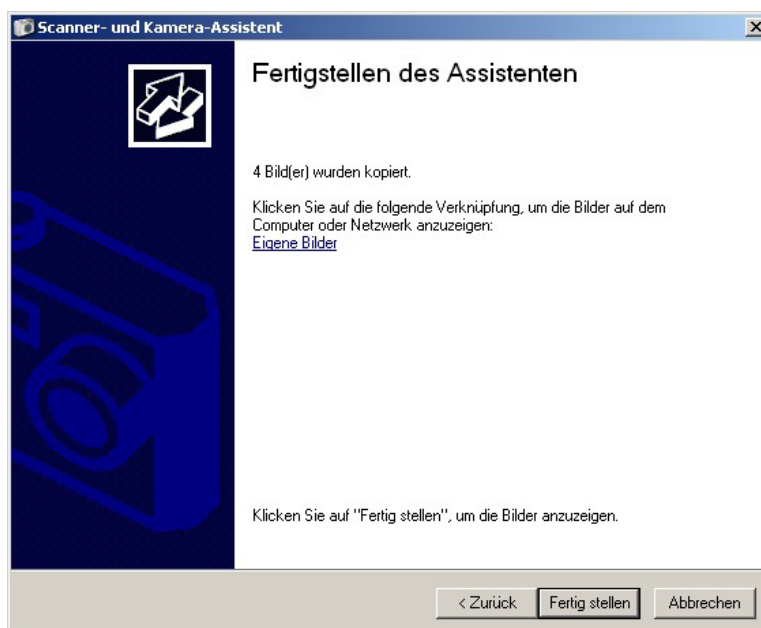 Scanner- und Kamera-Assistent
Fertigstellen des Assistenten
4 Bild(er) wurden kopiert.
Klicken Sie auf die folgende Verknüpfung, um die Bilder auf dem
Computer oder Netzwerk anzuzeigen:
Eigene Bilder
Klicken Sie auf "Fertig stellen", um die Bilder anzuzeigen.
< Zurück Fertig stellen Abbrechen